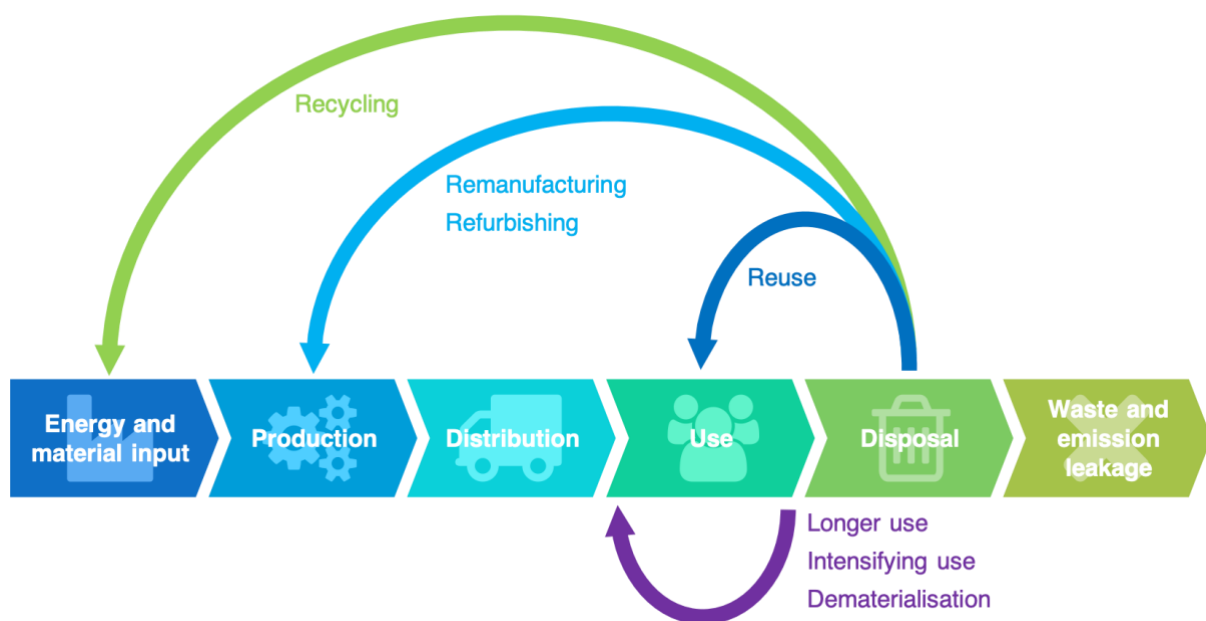 Recycling
Remanufacturing
Refurbishing
Reuse
Energy and
material input
Production
Distribution
Use
Disposal
Waste and
emission
leakage
Longer use
Intensifying use
Dematerialisation